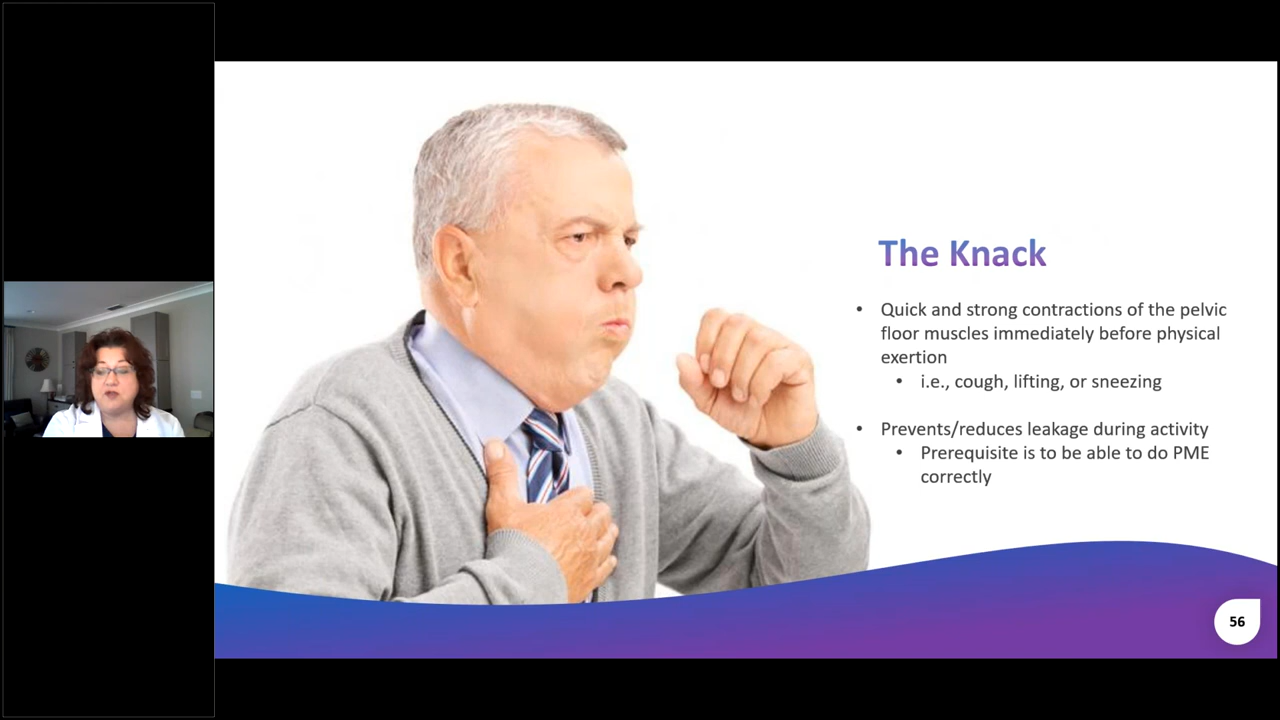 The Knack
• Quick and strong contractions of the pelvic
floor muscles immediately before physical
exertion
• i.e., cough, lifting, or sneezing
• Prevents/reduces leakage during activity
• Prerequisite is to be able to do PME
correctly
56